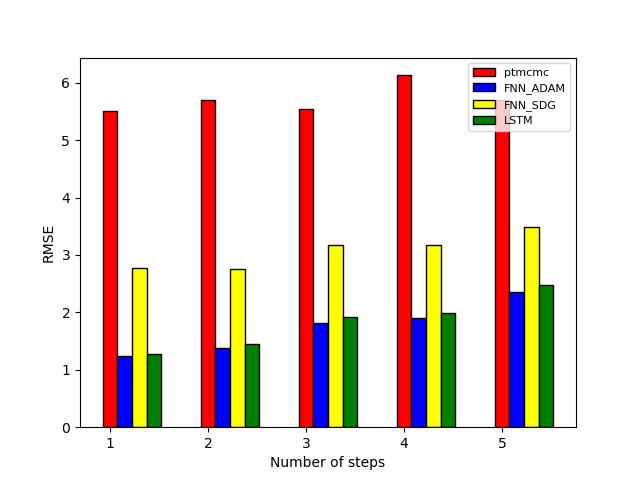 ptmcmc
FNN_ADAM
FNN_SDG
LSTM
6
5
4
3
2
1
0
RMSE
1 2 3 4 5
Number of steps